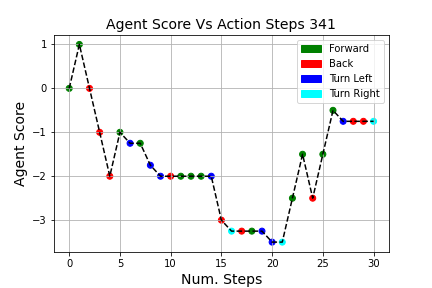 Agent Score Vs Action Steps 341
Forward
Back
Turn Left
Turn Right
Agent Score
1
0
−1
−2
−3
0 5 10 15 20 25 30
Num. Steps